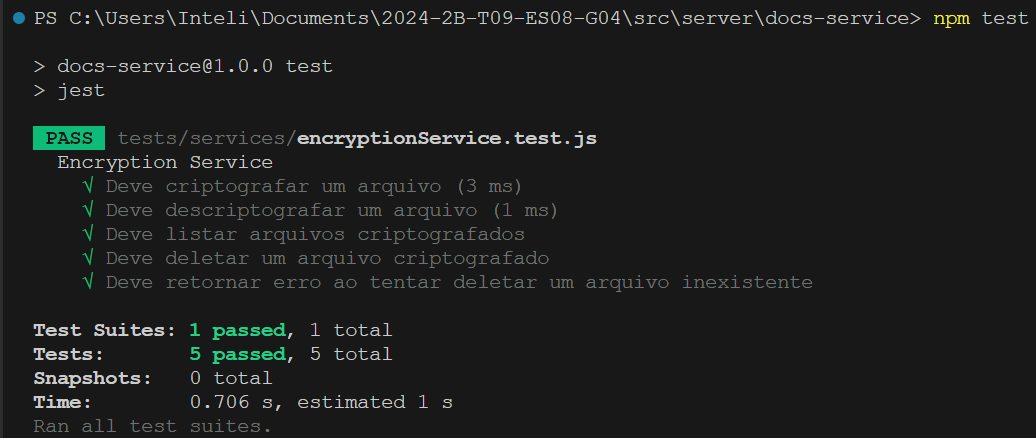 PS C:\Users\Inteli\Documents\2024-2B-T09-ES08-G04\src\server\docs-service> npm test
> docs-service@1.0.0 test
> jest
PASS tests/services/encryptionService.test.js
Encryption Service
√ Deve criptografar um arquivo (3 ms)
√ Deve descriptografar um arquivo (1 ms)
√ Deve listar arquivos criptografados
√ Deve deletar um arquivo criptografado
√ Deve retornar erro ao tentar deletar um arquivo inexistente
Test Suites: 1 passed, 1 total
Tests: 5 passed, 5 total
Snapshots: 0 total
Time: 0.706 s, estimated 1 s
Ran all test suites.